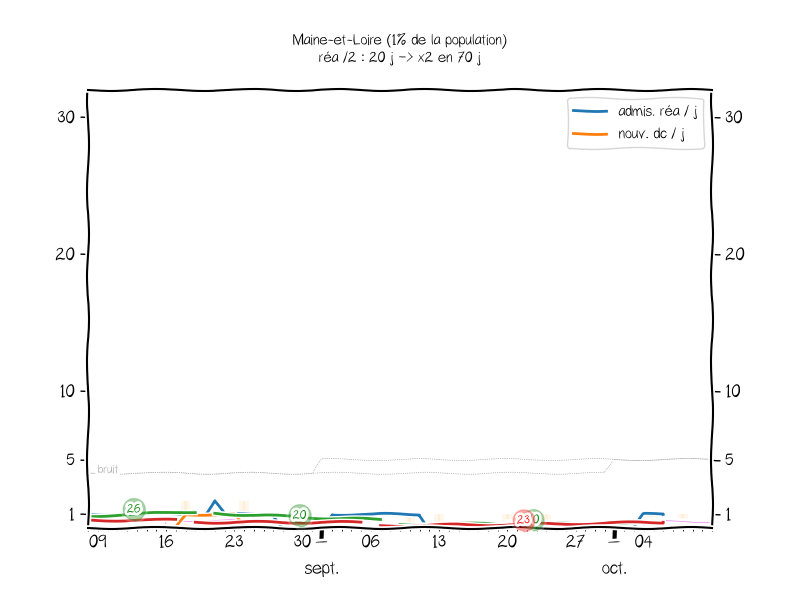 Maine-et-Loire (1% de la population)
réa /2 : 20 j -> x2 en 70 j
30
30
admis. réa / j
nouv. dc / j
20
20
10
10
5
5
bruit
1
1
26
20
23
09 16 23 30 06 13 20 27 04
sept. oct.